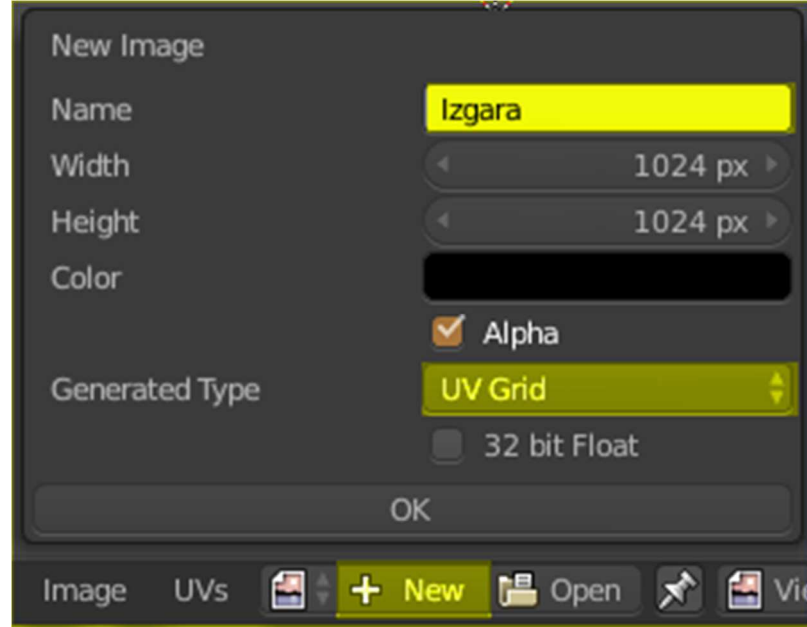 New Image
Name Izgara
Width 1024 px
Height 1024 px
Color
Alpha
Generated Type UV Grid
32 bit Float
OK
Image UVs New Open